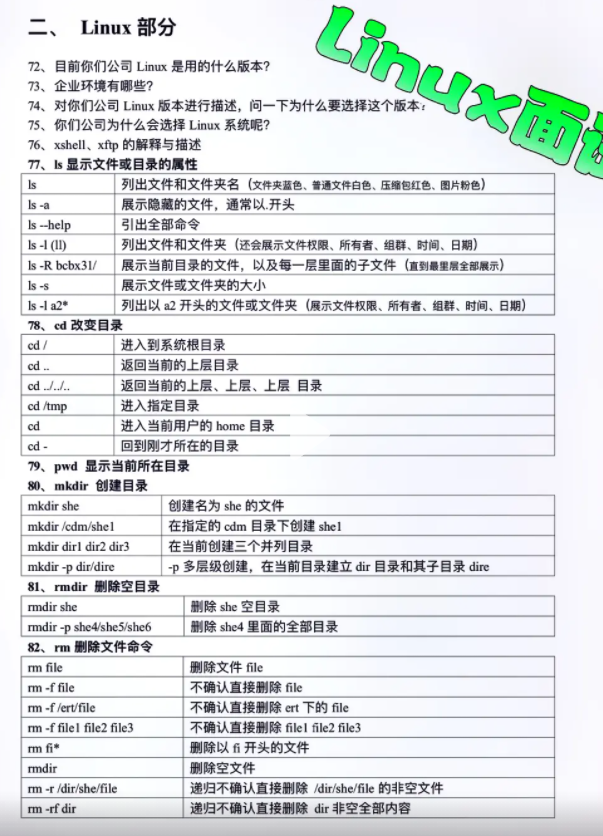 二、 Linux 部分
Linux面
72、目前你们公司 Linux 是用的什么版本?
73、企业环境有哪些?
74、对你们公司 Linux 版本进行描述，问一下为什么要选择这个版本?
75、你们公司为什么会选择 Linux 系统呢?
76、xshell、xftp 的解释与描述
77、ls 显示文件或目录的属性
ls 列出文件和文件夹名（文件夹蓝色、普通文件白色、压缩包红色、图片粉色）
ls -a 展示隐藏的文件，通常以.开头
ls --help 引出全部命令
ls -l (ll) 列出文件和文件夹（还会展示文件权限、所有者、组群、时间、日期）
ls -R bcbx31/ 展示当前目录的文件，以及每一层里面的子文件（直到最里层全部展示）
ls -s 展示文件或文件夹的大小
ls -l a2* 列出以 a2 开头的文件或文件夹（展示文件权限、所有者、组群、时间、日期）
78、cd 改变目录
cd / 进入到系统根目录
cd .. 返回当前的上层目录
cd ../../.. 返回当前的上层、上层、上层 目录
cd /tmp 进入指定目录
cd 进入当前用户的 home 目录
cd - 回到刚才所在的目录
79、pwd 显示当前所在目录
80、mkdir 创建目录
mkdir she 创建名为 she 的文件
mkdir /cdm/she1 在指定的 cdm 目录下创建 she1
mkdir dir1 dir2 dir3 在当前创建三个并列目录
mkdir -p dir/dire -p 多层级创建，在当前目录建立 dir 目录和其子目录 dire
81、rmdir 删除空目录
rmdir she 删除 she 空目录
rmdir -p she4/she5/she6 删除 she4 里面的全部目录
82、rm 删除文件命令
rm file 删除文件 file
rm -f file 不确认直接删除 file
rm -f /ert/file 不确认直接删除 ert 下的 file
rm -f file1 file2 file3 不确认直接删除 file1 file2 file3
rm fi* 删除以 fi 开头的文件
rmdir 删除空文件
rm -r /dir/she/file 递归不确认直接删除 /dir/she/file 的非空文件
rm -rf dir 递归不确认直接删除 dir 非空全部内容